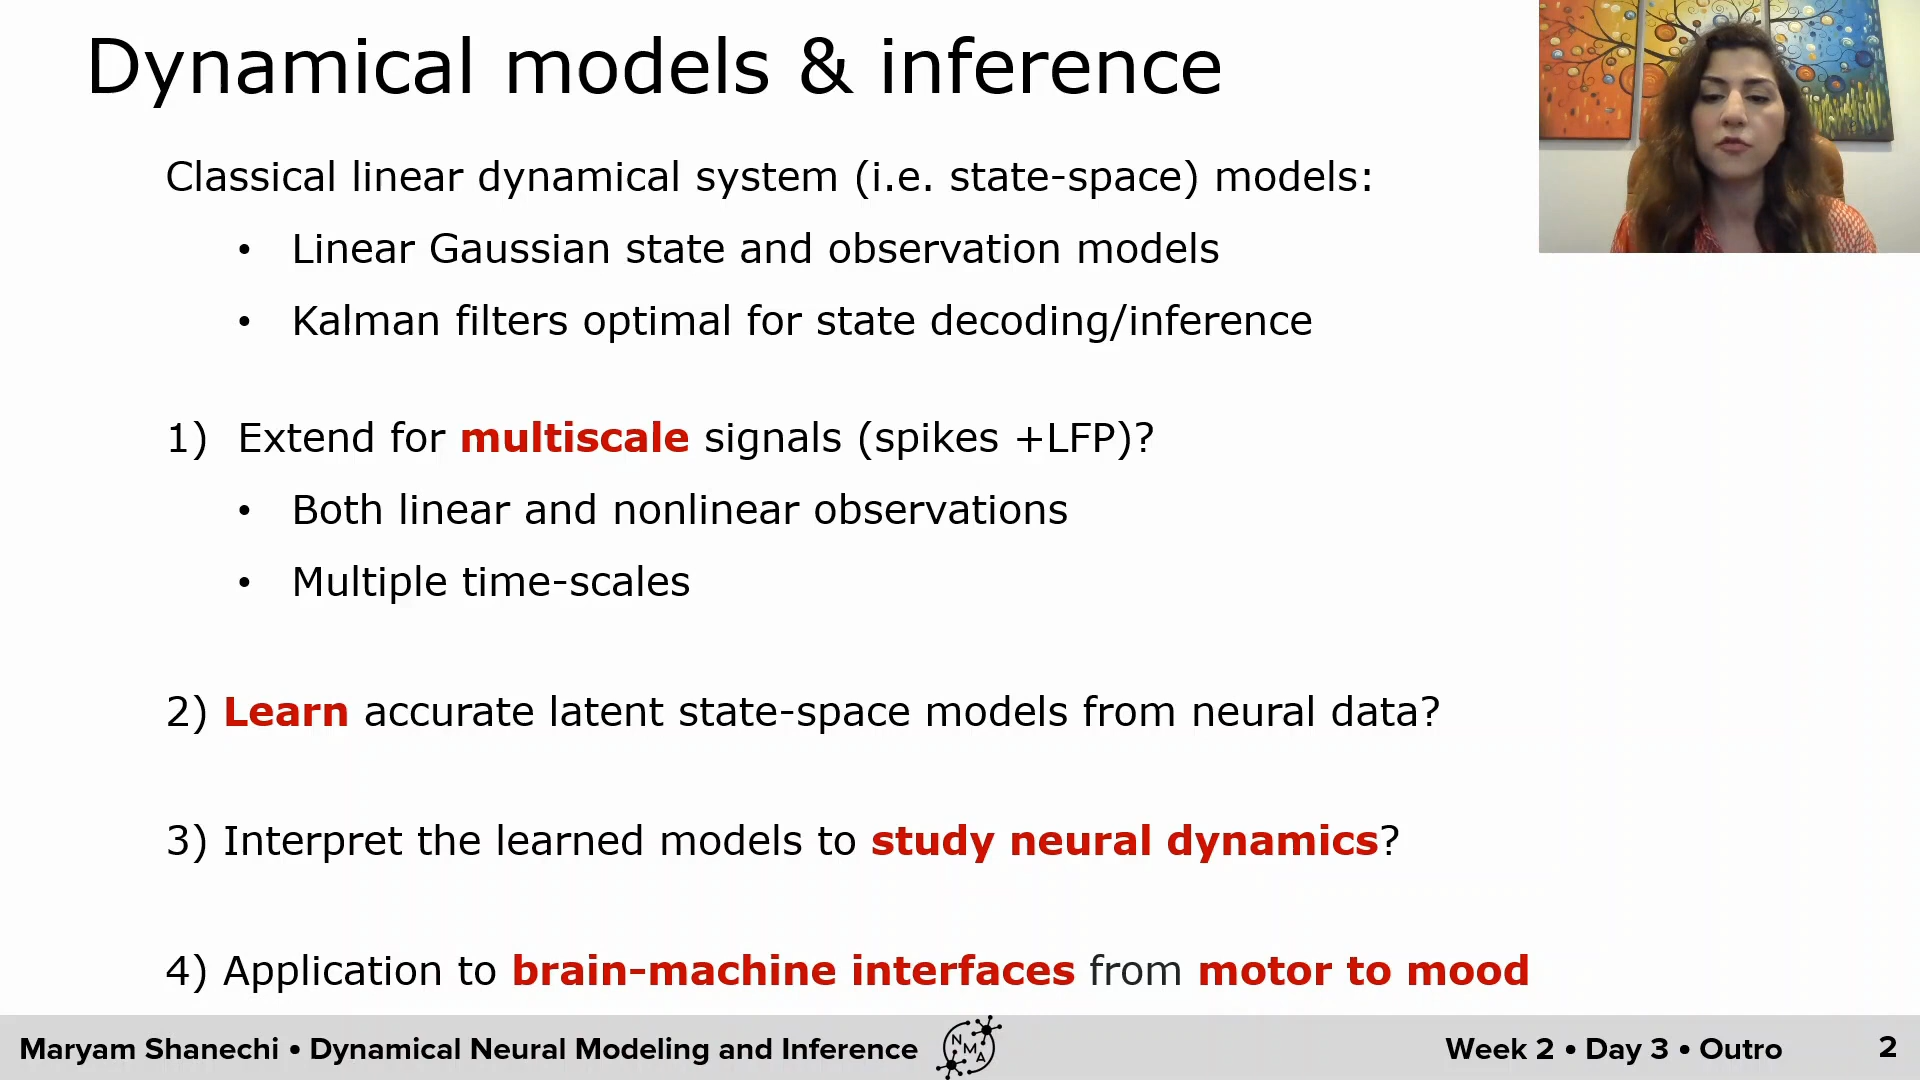 Dynamical models & inference
Classical linear dynamical system (i.e. state-space) models:
• Linear Gaussian state and observation models
• Kalman filters optimal for state decoding/inference
1) Extend for multiscale signals (spikes +LFP)?
• Both linear and nonlinear observations
• Multiple time-scales
2) Learn accurate latent state-space models from neural data?
3) Interpret the learned models to study neural dynamics?
4) Application to brain-machine interfaces from motor to mood
Maryam Shanechi • Dynamical Neural Modeling and Inference
NMA
Week 2 • Day 3 • Outro
2